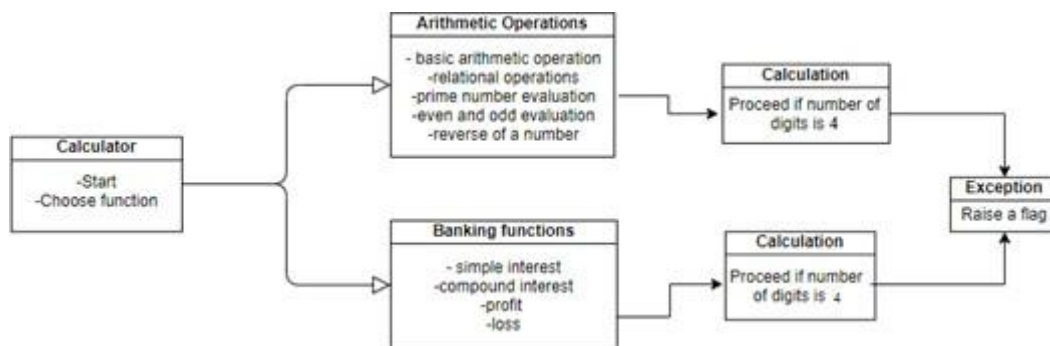 Calculator
-Start
-Choose function
Arithmetic Operations
- basic arithmetic operation
-relational operations
-prime number evaluation
-even and odd evaluation
-reverse of a number
Calculation
Proceed if number of
digits is 4
Banking functions
- simple interest
-compound interest
-profit
-loss
Calculation
Proceed if number
of digits is 4
Exception
Raise a flag